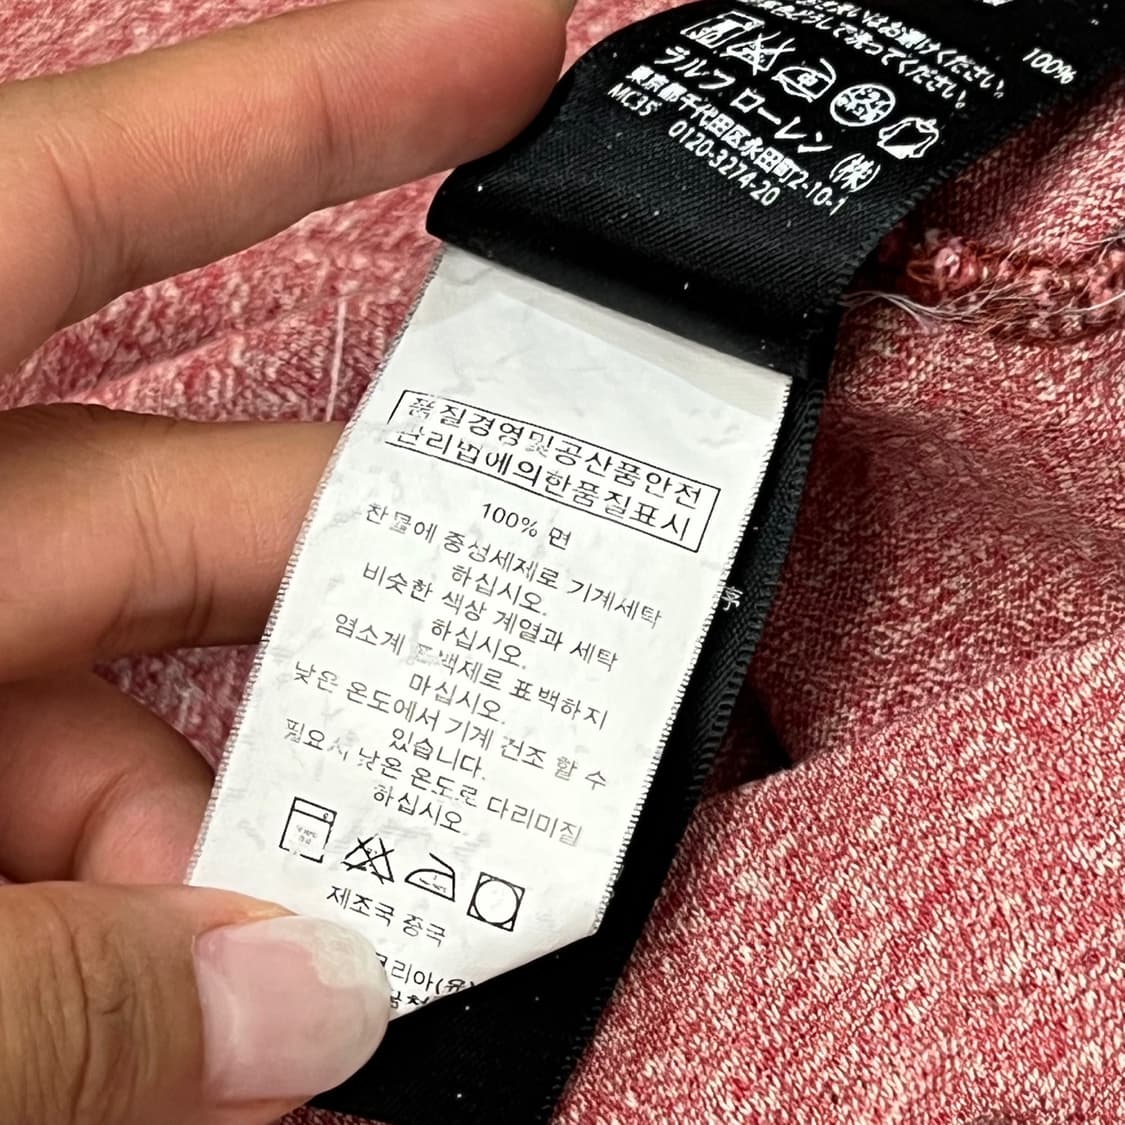 100%
ください。
してください。
ラルフ ローレン (株)
東京都千代田区永田町2-10-1
MC35 0120-3274-20
품질경영및공산품안전
관리법에의한품질표시
100% 면
찬물에 중성세제로 기계세탁
하십시오.
비슷한 색상 계열과 세탁
하십시오.
염소계 표백제로 표백하지
마십시오.
낮은 온도에서 기계 건조 할 수
있습니다.
필요시 낮은 온도로 다리미질
하십시오
제조국 중국
코리아(유)